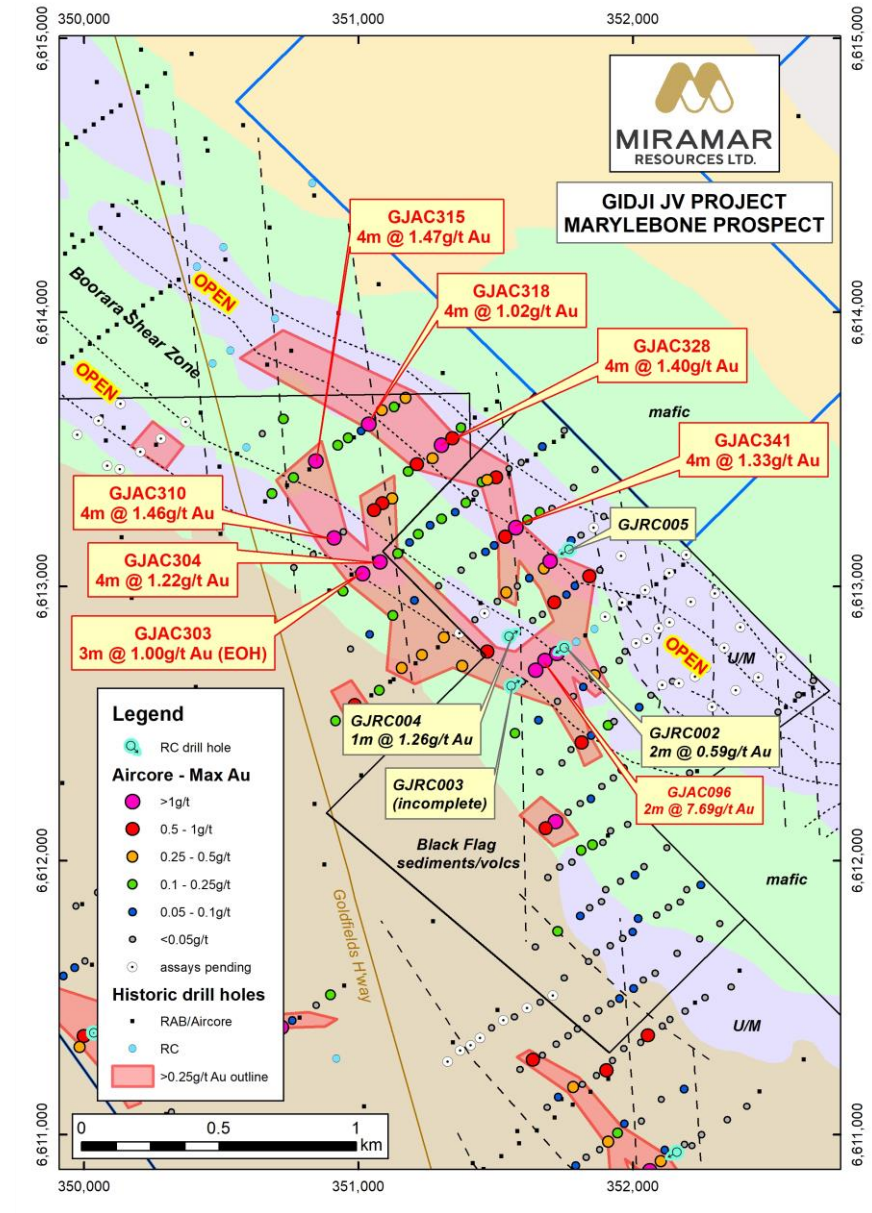 350,000
351,000
352,000
6,615,000
6,615,000
MIRAMAR
RESOURCES LTD.
GIDJI JV PROJECT
MARYLEBONE PROSPECT
GJAC315
4m @ 1.47g/t Au
GJAC318
4m @ 1.02g/t Au
OPEN
Boorara Shear Zone
6,614,000
6,614,000
GJAC328
4m @ 1.40g/t Au
OPEN
mafic
GJAC341
4m @ 1.33g/t Au
GJAC310
4m @ 1.46g/t Au
GJRC005
GJAC304
4m @ 1.22g/t Au
6,613,000
6,613,000
GJAC303
3m @ 1.00g/t Au (EOH)
OPEN
U/M
Legend
RC drill hole
Aircore - Max Au
>1g/t
0.5 - 1g/t
0.25 - 0.5g/t
0.1 - 0.25g/t
0.05 - 0.1g/t
<0.05g/t
assays pending
Historic drill holes
RAB/Aircore
RC
>0.25g/t Au outline
GJRC004
1m @ 1.26g/t Au
GJRC002
2m @ 0.59g/t Au
GJRC003
(incomplete)
GJAC096
2m @ 7.69g/t Au
Black Flag
sediments/volcs
6,612,000
6,612,000
mafic
Goldfields H'way
U/M
0
0.5
1
km
6,611,000
6,611,000
350,000
351,000
352,000